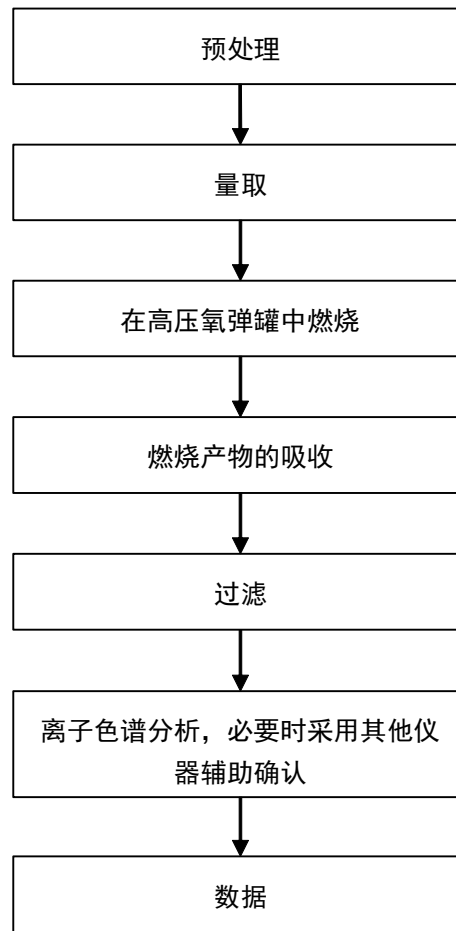 预处理
量取
在高压氧弹罐中燃烧
燃烧产物的吸收
过滤
离子色谱分析，必要时采用其他仪
器辅助确认
数据